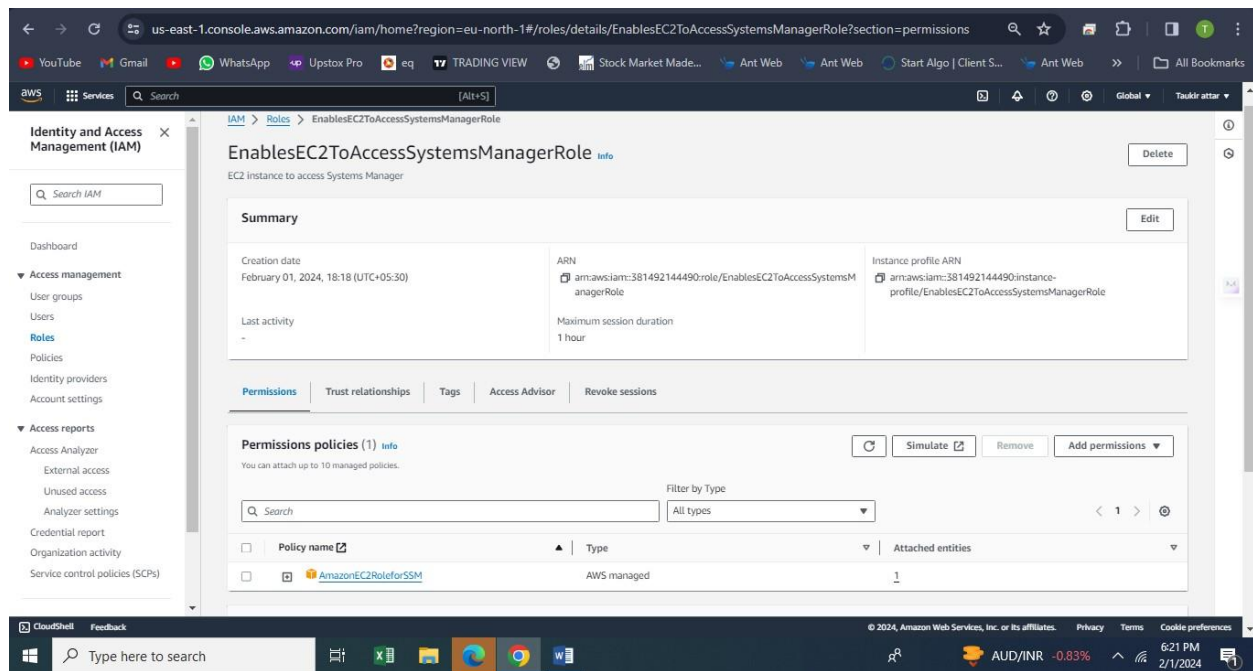 us-east-1.console.aws.amazon.com/iam/home?region=eu-north-1#/roles/details/EnablesEC2ToAccessSystemsManagerRole?section=permissions
T
YouTube Gmail WhatsApp Upstox Pro eq TRADING VIEW Stock Market Made... Ant Web Ant Web Start Algo | Client S... Ant Web » All Bookmarks
aws Services Search [Alt+S] Global Taukir attar
Identity and Access
Management (IAM)
Search IAM
Dashboard
Access management
User groups
Users
Roles
Policies
Identity providers
Account settings
Access reports
Access Analyzer
External access
Unused access
Analyzer settings
Credential report
Organization activity
Service control policies (SCPs)
IAM > Roles > EnablesEC2ToAccessSystemsManagerRole
EnablesEC2ToAccessSystemsManagerRole Info
Delete
EC2 instance to access Systems Manager
Summary
Edit
Creation date
February 01, 2024, 18:18 (UTC+05:30)
ARN
arn:aws:iam::381492144490:role/EnablesEC2ToAccessSystemsM
anagerRole
Instance profile ARN
arn:aws:iam::381492144490:instance-
profile/EnablesEC2ToAccessSystemsManagerRole
Last activity
-
Maximum session duration
1 hour
Permissions Trust relationships Tags Access Advisor Revoke sessions
Permissions policies (1) Info
Simulate Remove Add permissions
You can attach up to 10 managed policies.
Filter by Type
Search
All types
< 1 >
Policy name Type Attached entities
AmazonEC2RoleforSSM AWS managed 1
CloudShell Feedback © 2024, Amazon Web Services, Inc. or its affiliates. Privacy Terms Cookie preferences
Type here to search AUD/INR -0.83% 6:21 PM
2/1/2024